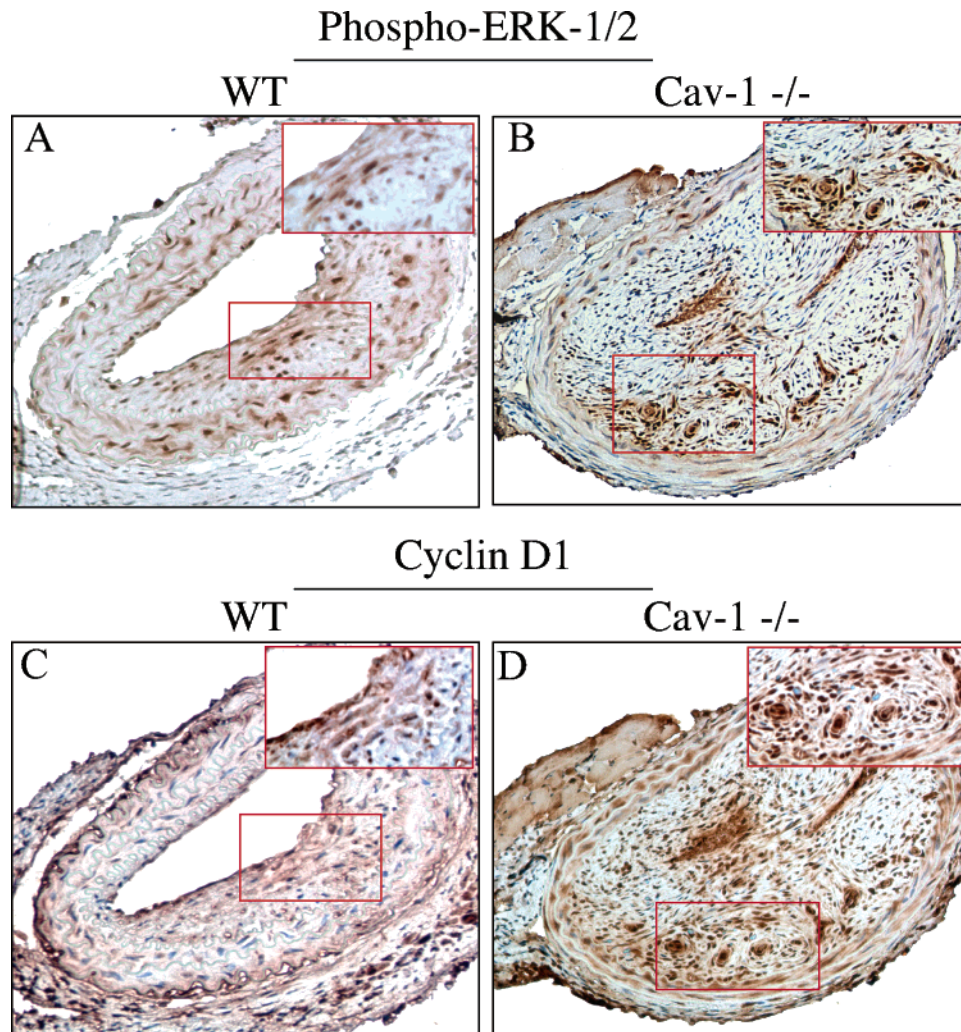 Phospho-ERK-1/2
WT Cav-1 -/-
A B
Cyclin D1
WT Cav-1 -/-
C D